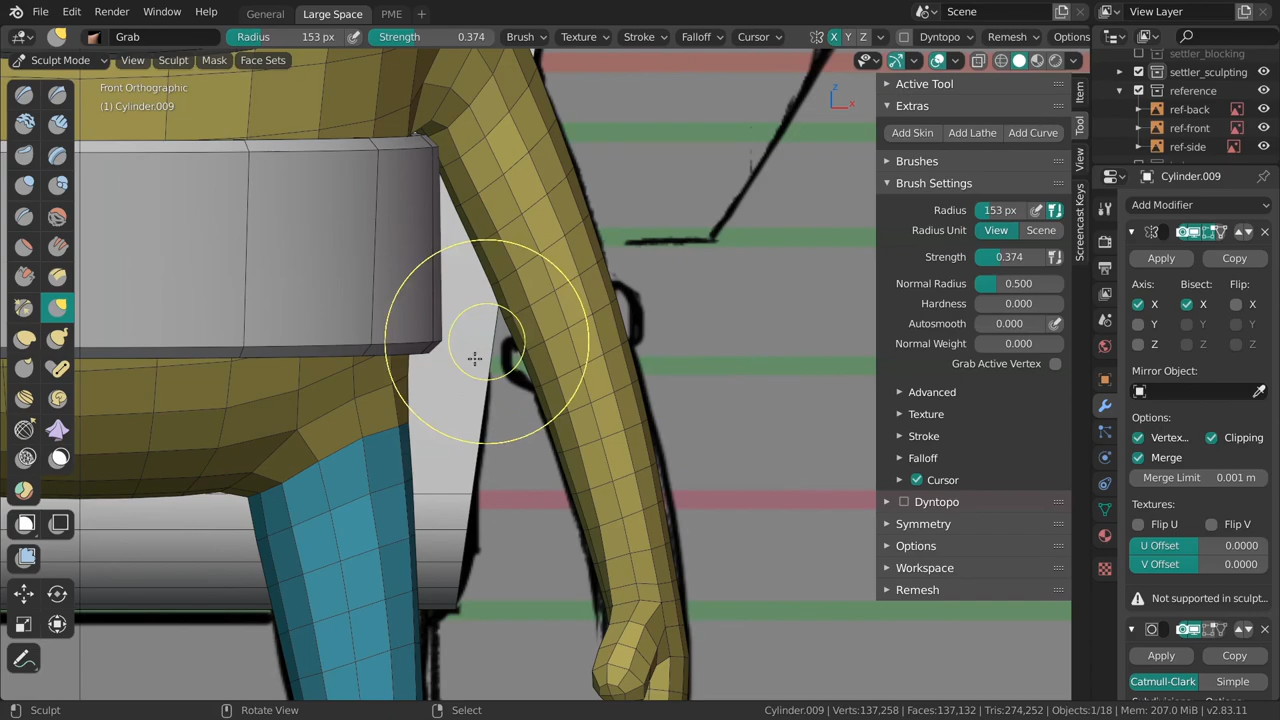 File Edit Render Window Help General Large Space PME Scene View Layer
Grab Radius 153 px Strength 0.374 Brush Texture Stroke Falloff Cursor X Y Z Dyntopo Remesh Options
Sculpt Mode View Sculpt Mask Face Sets
Front Orthographic
(1) Cylinder.009
Z
X
Active Tool
Extras
Add Skin Add Lathe Add Curve
Brushes
Brush Settings
Radius 153 px
Radius Unit View Scene
Strength 0.374
Normal Radius 0.500
Hardness 0.000
Autosmooth 0.000
Normal Weight 0.000
Grab Active Vertex
Advanced
Texture
Stroke
Falloff
Cursor
Dyntopo
Symmetry
Options
Workspace
Remesh
Item
Tool
View
Screencast Keys
settler_blocking
settler_sculpting
reference
ref-back
ref-front
ref-side
Cylinder.009
Add Modifier
Apply Copy
Axis: Bisect: Flip:
X X X
Y Y Y
Z Z Z
Mirror Object:
Options:
Vertex... Clipping
Merge
Merge Limit 0.001 m
Textures:
Flip U Flip V
U Offset 0.0000
V Offset 0.0000
Not supported in sculpt...
Apply Copy
Catmull-Clark Simple
Sculpt Rotate View Select Cylinder.009 | Verts:137,258 | Faces:137,132 | Tris:274,252 | Objects:1/18 | Mem: 207.0 MiB | v2.83.11